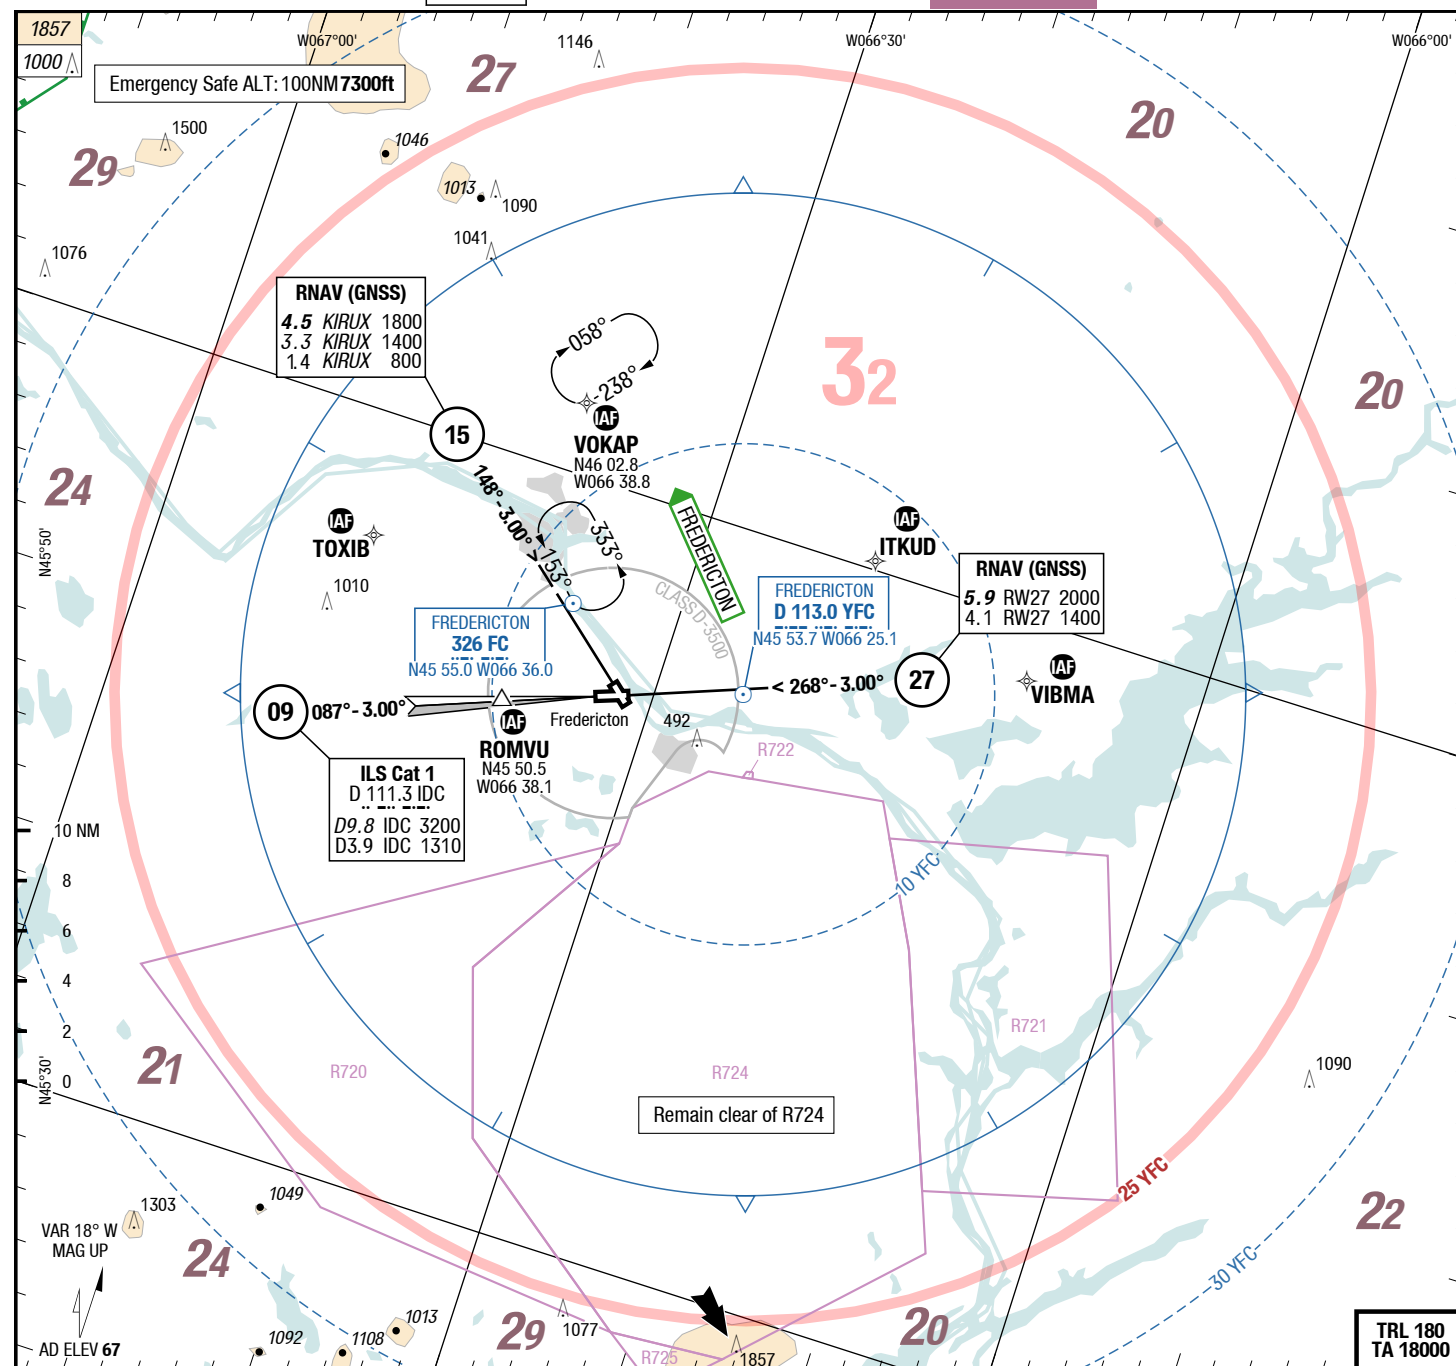 1857
1000
W067°00'
1146
W066°30'
W066°00'
Emergency Safe ALT: 100NM 7300ft
27
20
29
1500
1046
1013
1090
1041
1076
RNAV (GNSS)
4.5 KIRUX 1800
3.3 KIRUX 1400
1.4 KIRUX 800
058°
238°
32
20
15
IAF
VOKAP
N46 02.8
W066 38.8
24
148°-3.00°
153°
333°
FREDERICTON
CLASS D-3500
IAF
TOXIB
IAF
ITKUD
N45°50'
1010
RNAV (GNSS)
5.9 RW27 2000
4.1 RW27 1400
FREDERICTON
326 FC
N45 55.0 W066 36.0
FREDERICTON
D 113.0 YFC
N45 53.7 W066 25.1
IAF
VIBMA
09
087°-3.00°
< 268°-3.00°
27
IAF
ROMVU
N45 50.5
W066 38.1
Fredericton
492
R722
ILS Cat 1
D 111.3 IDC
D9.8 IDC 3200
D3.9 IDC 1310
10 NM
8
6
4
2
0
10 YFC
N45°30'
21
R720
R724
R721
Remain clear of R724
1090
25 YFC
22
30 YFC
1303
1049
VAR 18° W
MAG UP
24
AD ELEV 67
1092
1108
1013
29
1077
R725
1857
20
TRL 180
TA 18000